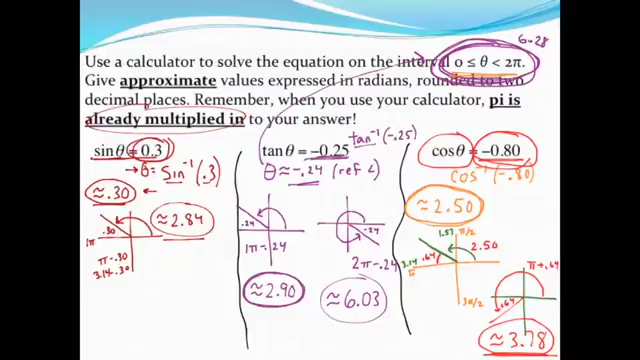 6.28
Use a calculator to solve the equation on the interval 0 ≤ θ < 2π.
Give approximate values expressed in radians, rounded to two
decimal places. Remember, when you use your calculator, pi is
already multiplied in to your answer!
sinθ = 0.3
→ θ = sin⁻¹(.3)
≈ .30 ←
≈ 2.84
.30
1π
π-.30
3.14-.30
tanθ = -0.25
tan⁻¹(-.25)
θ ≈ -.24 (ref ∠)
.24
1π-.24
≈ 2.90
.24
2π-.24
≈ 6.03
cosθ = -0.80
cos⁻¹(-.80)
≈ 2.50
1.57 π/2
2.50
3.14
π
.64
3π/2
π+.64
.64
≈ 3.78